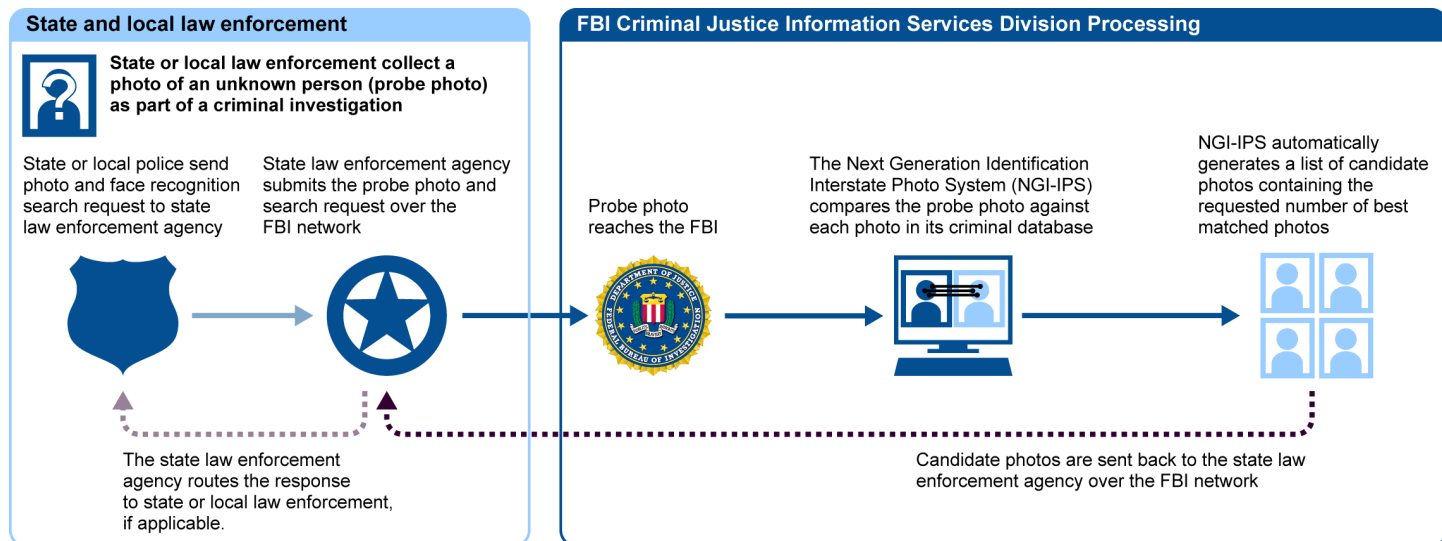 State and local law enforcement
State or local law enforcement collect a
photo of an unknown person (probe photo)
as part of a criminal investigation
State or local police send
photo and face recognition
search request to state
law enforcement agency
State law enforcement agency
submits the probe photo and
search request over the
FBI network
The state law enforcement
agency routes the response
to state or local law enforcement,
if applicable.
FBI Criminal Justice Information Services Division Processing
Probe photo
reaches the FBI
DEPARTMENT OF JUSTICE
FEDERAL BUREAU OF INVESTIGATION
The Next Generation Identification
Interstate Photo System (NGI-IPS)
compares the probe photo against
each photo in its criminal database
NGI-IPS automatically
generates a list of candidate
photos containing the
requested number of best
matched photos
Candidate photos are sent back to the state law
enforcement agency over the FBI network